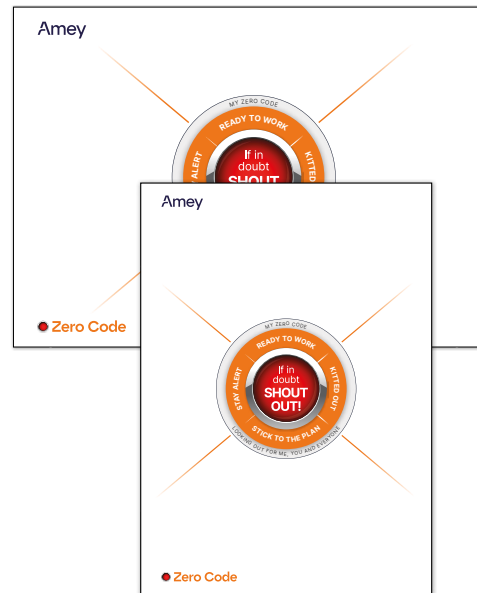 Amey
MY ZERO CODE
READY TO WORK
STAY ALERT
KITTED
If in
doubt
SHOUT
Zero Code
Amey
MY ZERO CODE
READY TO WORK
STAY ALERT
KITTED OUT
If in
doubt
SHOUT
OUT!
STICK TO THE PLAN
LOOKING OUT FOR ME, YOU AND EVERYONE
Zero Code